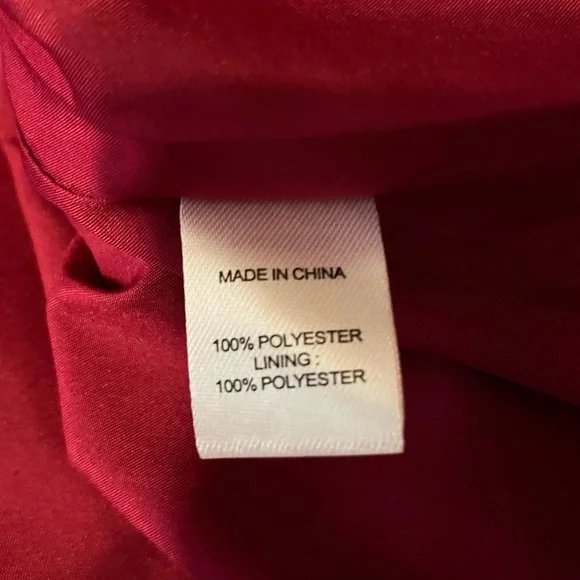 MADE IN CHINA
100% POLYESTER
LINING :
100% POLYESTER